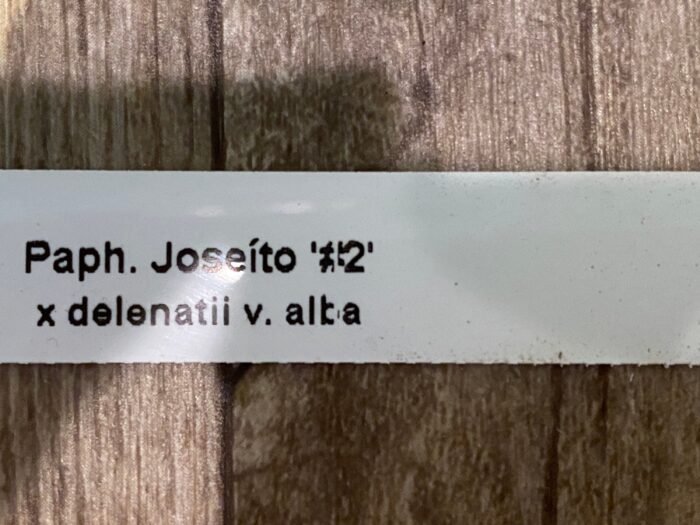 Paph. Joseíto '#2'
x delenatii v. alba